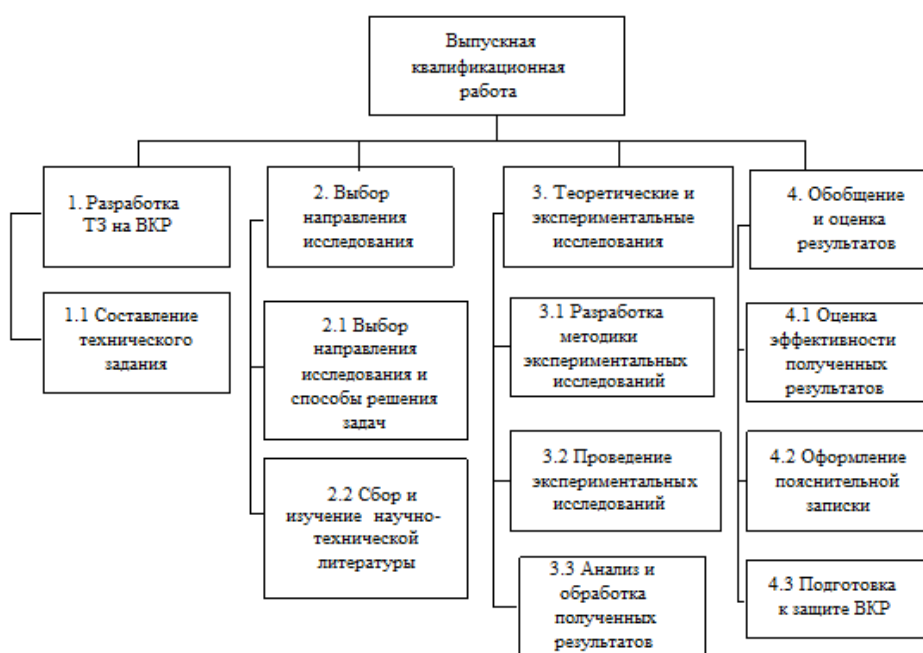 Выпускная
квалификационная
работа
1. Разработка
ТЗ на ВКР
2. Выбор
направления
исследования
3. Теоретические и
экспериментальные
исследования
4. Обобщение
и оценка
результатов
1.1 Составление
технического
задания
2.1 Выбор
направления
исследования и
способы решения
задач
2.2 Сбор и
изучение научно-
технической
литературы
3.1 Разработка
методики
экспериментальных
исследований
3.2 Проведение
экспериментальных
исследований
3.3 Анализ и
обработка
полученных
результатов
4.1 Оценка
эффективности
полученных
результатов
4.2 Оформление
пояснительной
записки
4.3 Подготовка
к защите ВКР